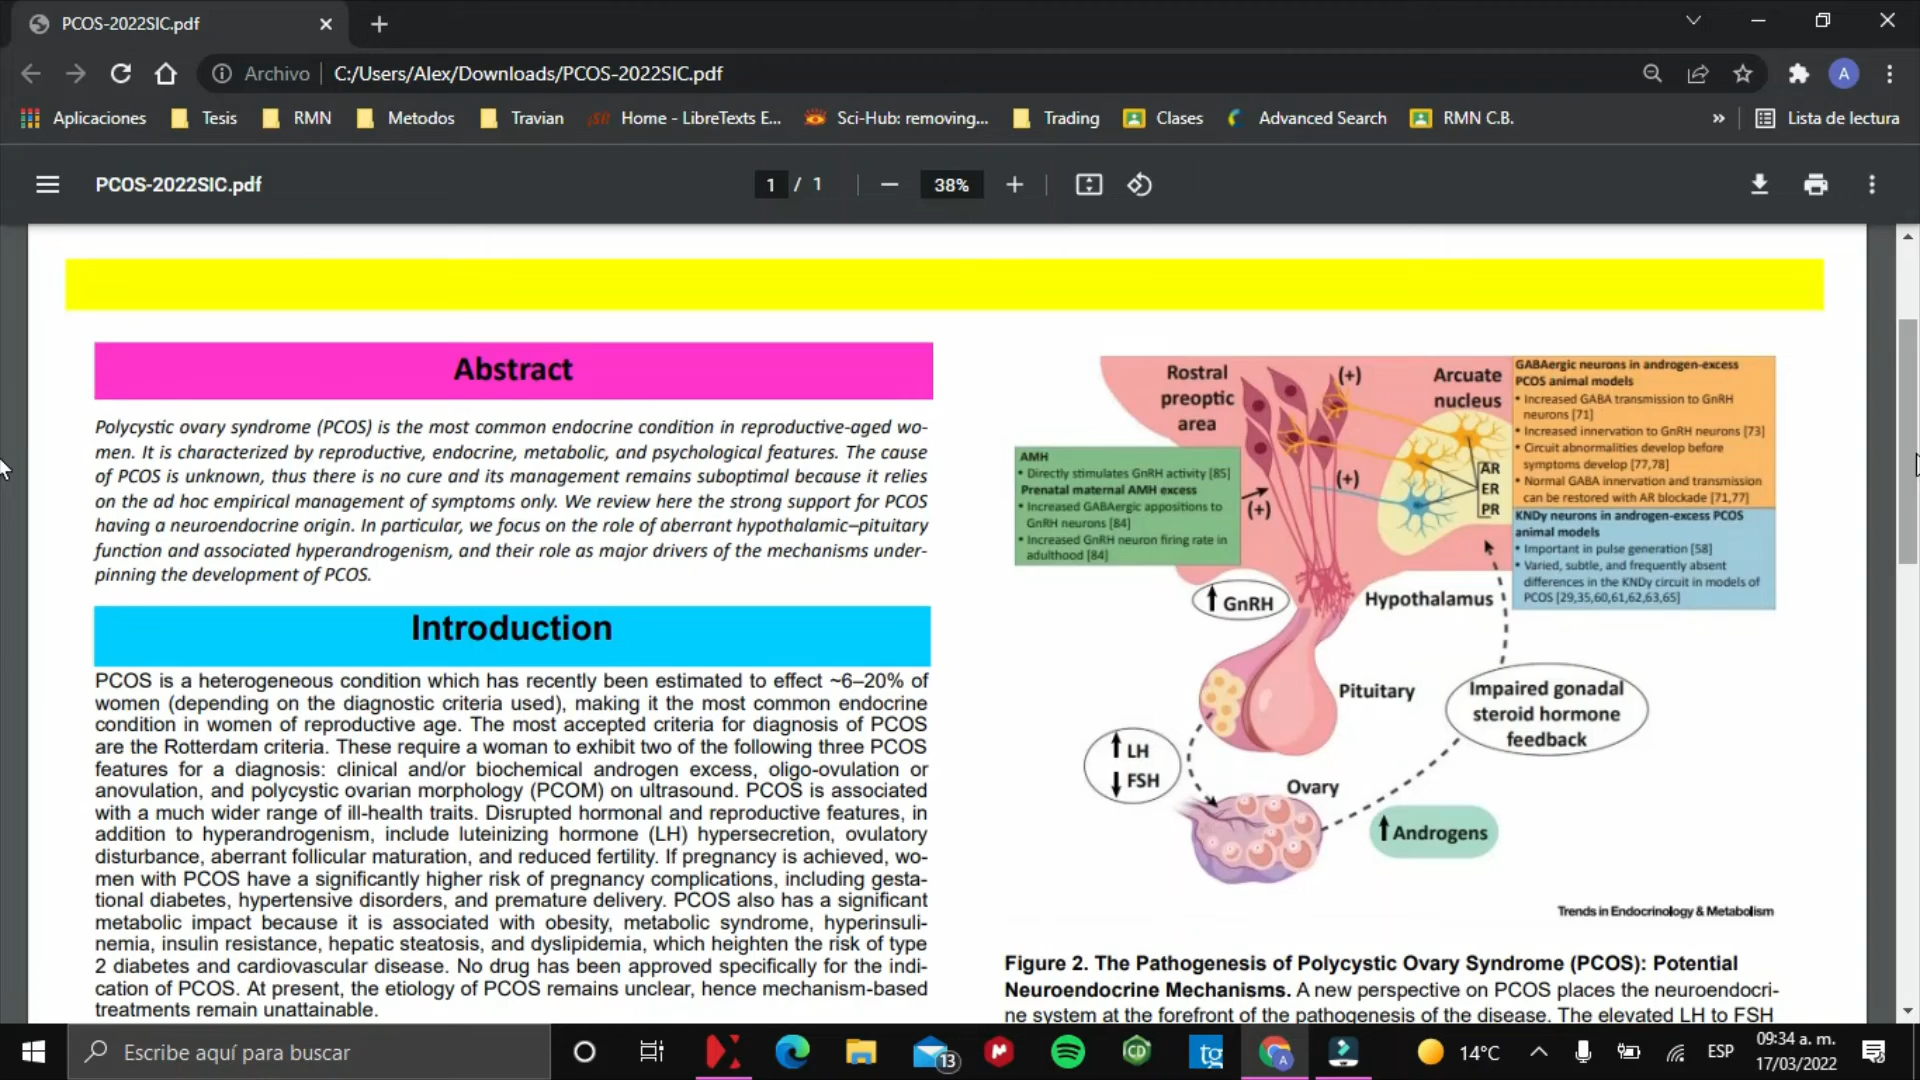 PCOS-2022SIC.pdf
Archivo
C:/Users/Alex/Downloads/PCOS-2022SIC.pdf
A
Aplicaciones
Tesis
RMN
Metodos
Travian
Home - LibreTexts E...
Sci-Hub: removing...
Trading
Clases
Advanced Search
RMN C.B.
»
Lista de lectura
PCOS-2022SIC.pdf
1 / 1
38%
Abstract
Polycystic ovary syndrome (PCOS) is the most common endocrine condition in reproductive-aged wo-
men. It is characterized by reproductive, endocrine, metabolic, and psychological features. The cause
of PCOS is unknown, thus there is no cure and its management remains suboptimal because it relies
on the ad hoc empirical management of symptoms only. We review here the strong support for PCOS
having a neuroendocrine origin. In particular, we focus on the role of aberrant hypothalamic–pituitary
function and associated hyperandrogenism, and their role as major drivers of the mechanisms under-
pinning the development of PCOS.
Introduction
PCOS is a heterogeneous condition which has recently been estimated to effect ~6–20% of
women (depending on the diagnostic criteria used), making it the most common endocrine
condition in women of reproductive age. The most accepted criteria for diagnosis of PCOS
are the Rotterdam criteria. These require a woman to exhibit two of the following three PCOS
features for a diagnosis: clinical and/or biochemical androgen excess, oligo-ovulation or
anovulation, and polycystic ovarian morphology (PCOM) on ultrasound. PCOS is associated
with a much wider range of ill-health traits. Disrupted hormonal and reproductive features, in
addition to hyperandrogenism, include luteinizing hormone (LH) hypersecretion, ovulatory
disturbance, aberrant follicular maturation, and reduced fertility. If pregnancy is achieved, wo-
men with PCOS have a significantly higher risk of pregnancy complications, including gesta-
tional diabetes, hypertensive disorders, and premature delivery. PCOS also has a significant
metabolic impact because it is associated with obesity, metabolic syndrome, hyperinsuli-
nemia, insulin resistance, hepatic steatosis, and dyslipidemia, which heighten the risk of type
2 diabetes and cardiovascular disease. No drug has been approved specifically for the indi-
cation of PCOS. At present, the etiology of PCOS remains unclear, hence mechanism-based
treatments remain unattainable.
Rostral
preoptic
area
(+)
Arcuate
nucleus
GABAergic neurons in androgen-excess
PCOS animal models
• Increased GABA transmission to GnRH
neurons [71]
• Increased innervation to GnRH neurons [73]
• Circuit abnormalities develop before
symptoms develop [77,78]
• Normal GABA innervation and transmission
can be restored with AR blockade [71,77]
KNDy neurons in androgen-excess PCOS
animal models
• Important in pulse generation [58]
• Varied, subtle, and frequently absent
differences in the KNDy circuit in models of
PCOS [29,35,60,61,62,63,65]
AMH
• Directly stimulates GnRH activity [85]
Prenatal maternal AMH excess
• Increased GABAergic appositions to
GnRH neurons [84]
• Increased GnRH neuron firing rate in
adulthood [84]
(+)
(+)
AR
ER
PR
↑ GnRH
Hypothalamus
Pituitary
Impaired gonadal
steroid hormone
feedback
↑ LH
↓ FSH
Ovary
↑ Androgens
Trends in Endocrinology & Metabolism
Figure 2. The Pathogenesis of Polycystic Ovary Syndrome (PCOS): Potential
Neuroendocrine Mechanisms. A new perspective on PCOS places the neuroendocri-
ne system at the forefront of the pathogenesis of the disease. The elevated LH to FSH
Escribe aquí para buscar
13
M
CD
tg
A
14°C
ESP
09:34 a. m.
17/03/2022